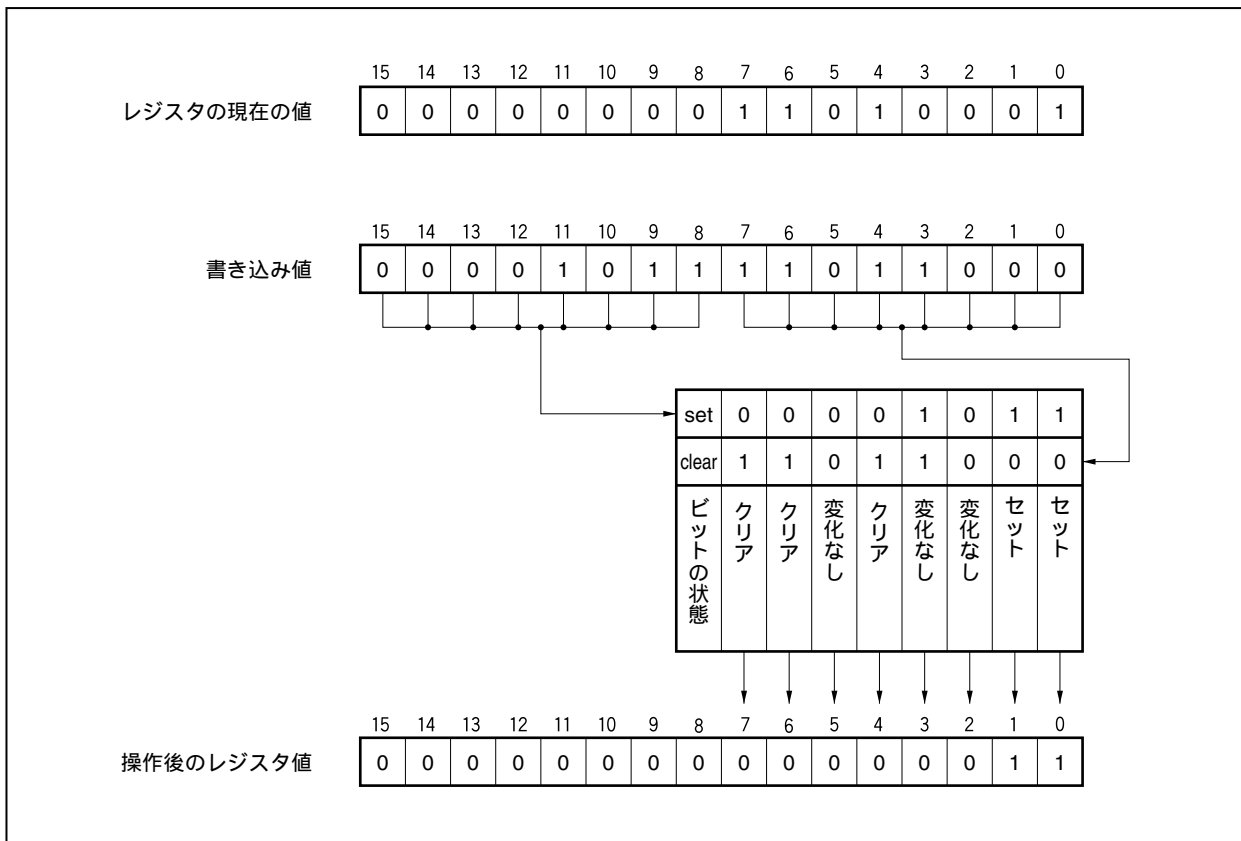 15 14 13 12 11 10 9 8 7 6 5 4 3 2 1 0
レジスタの現在の値 0 0 0 0 0 0 0 0 1 1 0 1 0 0 0 1
15 14 13 12 11 10 9 8 7 6 5 4 3 2 1 0
書き込み値 0 0 0 0 1 0 1 1 1 1 0 1 1 0 0 0
set 0 0 0 0 1 0 1 1
clear 1 1 0 1 1 0 0 0
ビットの状態 クリア クリア 変化なし クリア 変化なし 変化なし セット セット
15 14 13 12 11 10 9 8 7 6 5 4 3 2 1 0
操作後のレジスタ値 0 0 0 0 0 0 0 0 0 0 0 0 0 0 1 1